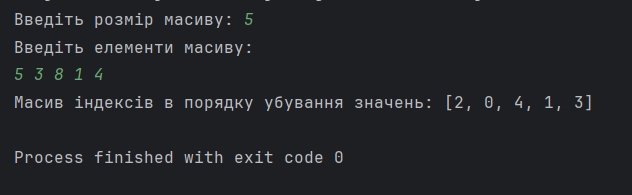 Введіть розмір масиву: 5
Введіть елементи масиву:
5 3 8 1 4
Масив індексів в порядку убування значень: [2, 0, 4, 1, 3]
Process finished with exit code 0